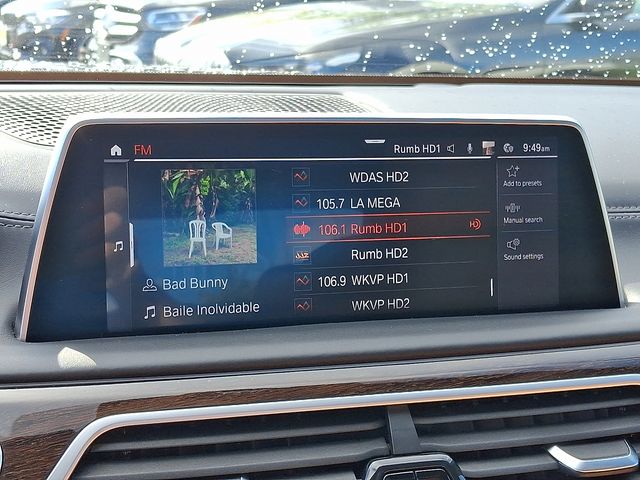 FM
Rumb HD1
9:49am
WDAS HD2
105.7 LA MEGA
106.1 Rumb HD1
HD
Rumb HD2
106.9 WKVP HD1
WKVP HD2
Bad Bunny
Baile Inolvidable
Add to presets
Manual search
Sound settings